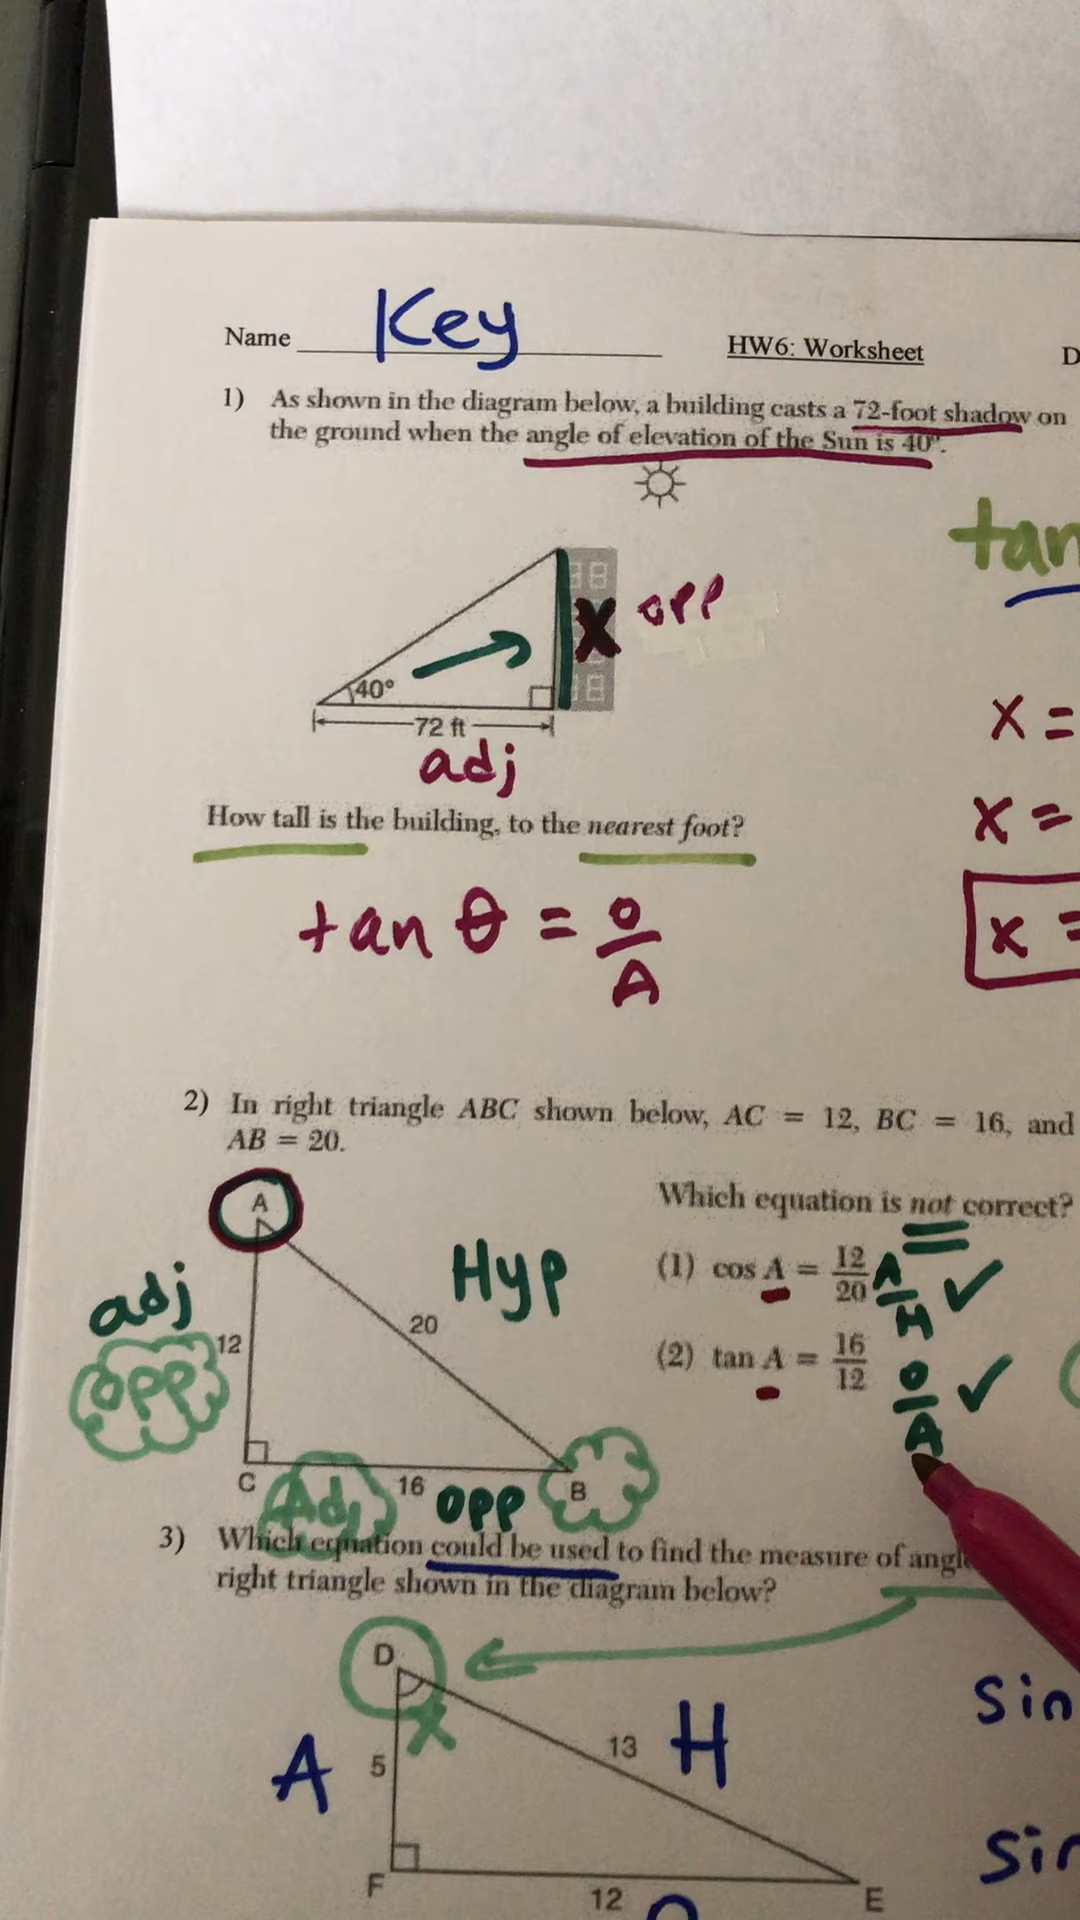 Name Key HW6: Worksheet D
1) As shown in the diagram below, a building casts a 72-foot shadow on
the ground when the angle of elevation of the Sun is 40º.
tan
X opp
40°
72 ft
adj
x =
How tall is the building, to the nearest foot?
x =
tan θ = O/A
x =
2) In right triangle ABC shown below, AC = 12, BC = 16, and
AB = 20.
A
Which equation is not correct?
adj
Hyp
(1) cos A = 12/20 A/H ✓
12
20
opp
(2) tan A = 16/12 O/A ✓
C Adj 16 opp B
3) Which equation could be used to find the measure of angle
right triangle shown in the diagram below?
D
x
sin
A 5 13 H
F 12 E